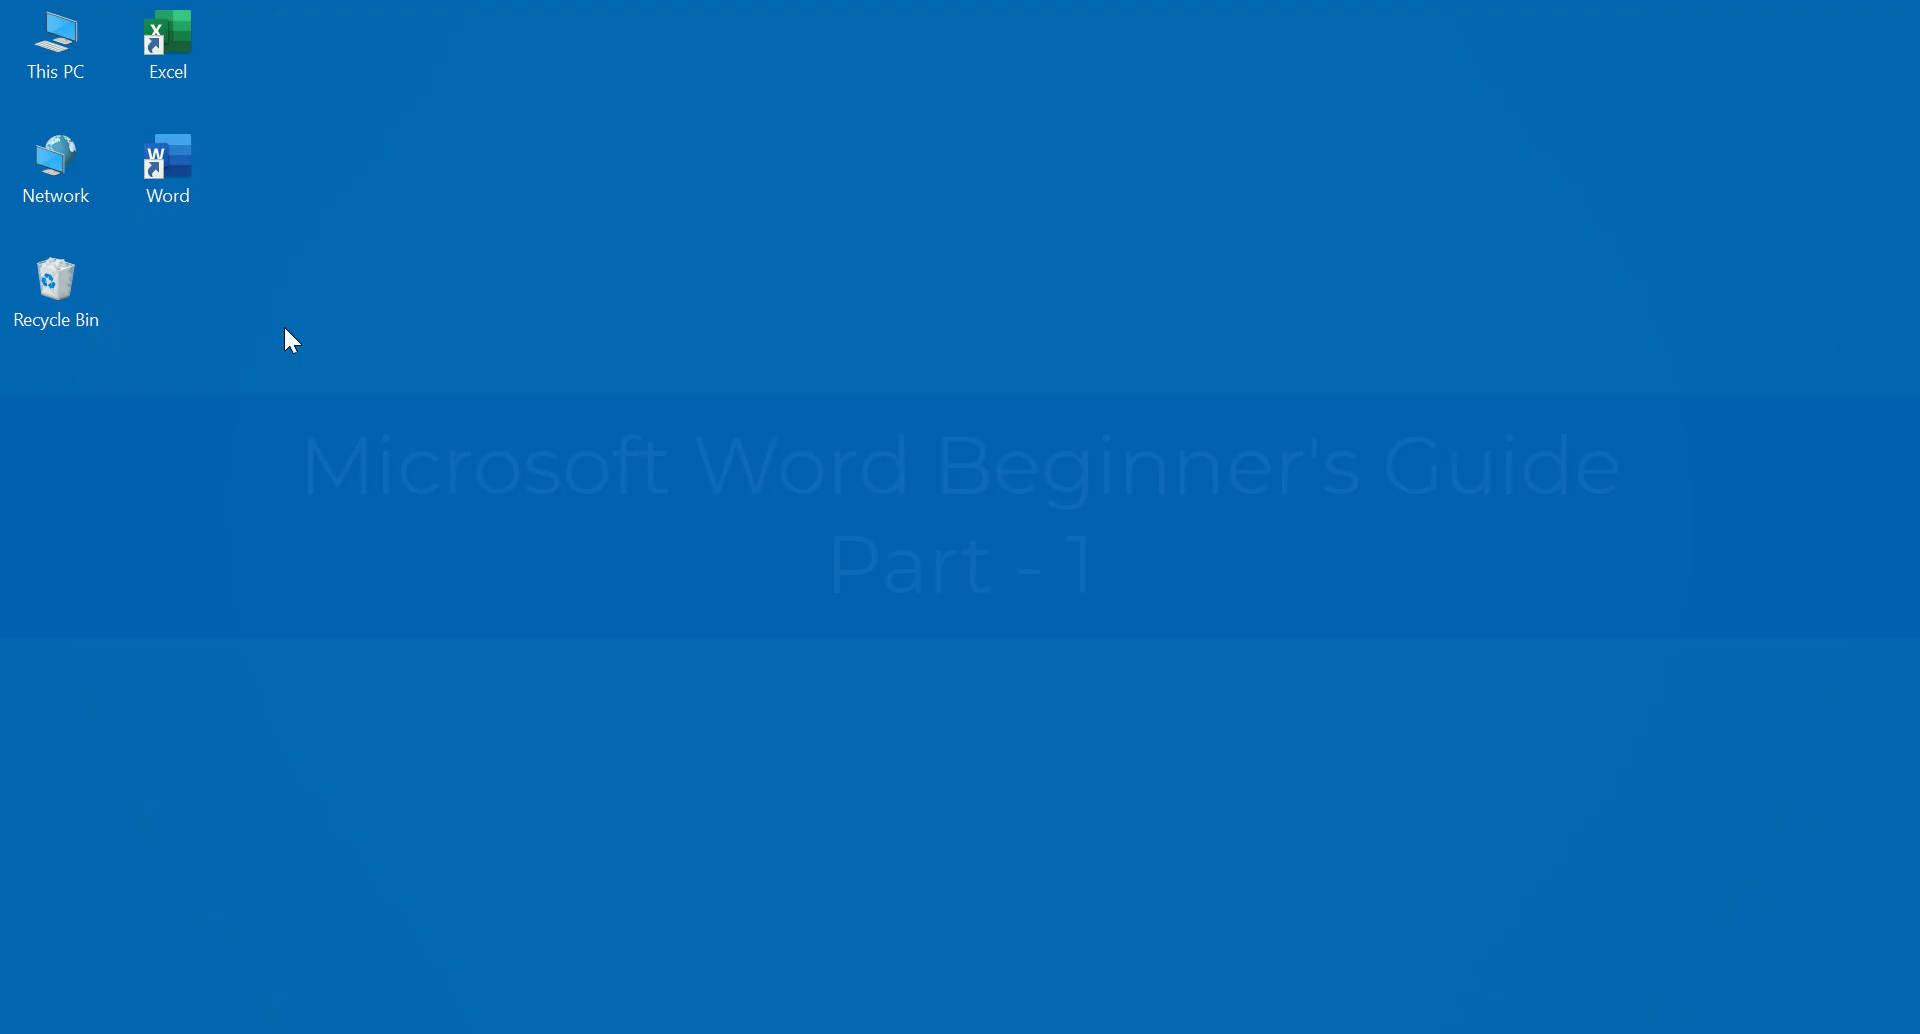 This PC
Excel
Network
Word
Recycle Bin
Microsoft Word Beginner's Guide
Part - 1